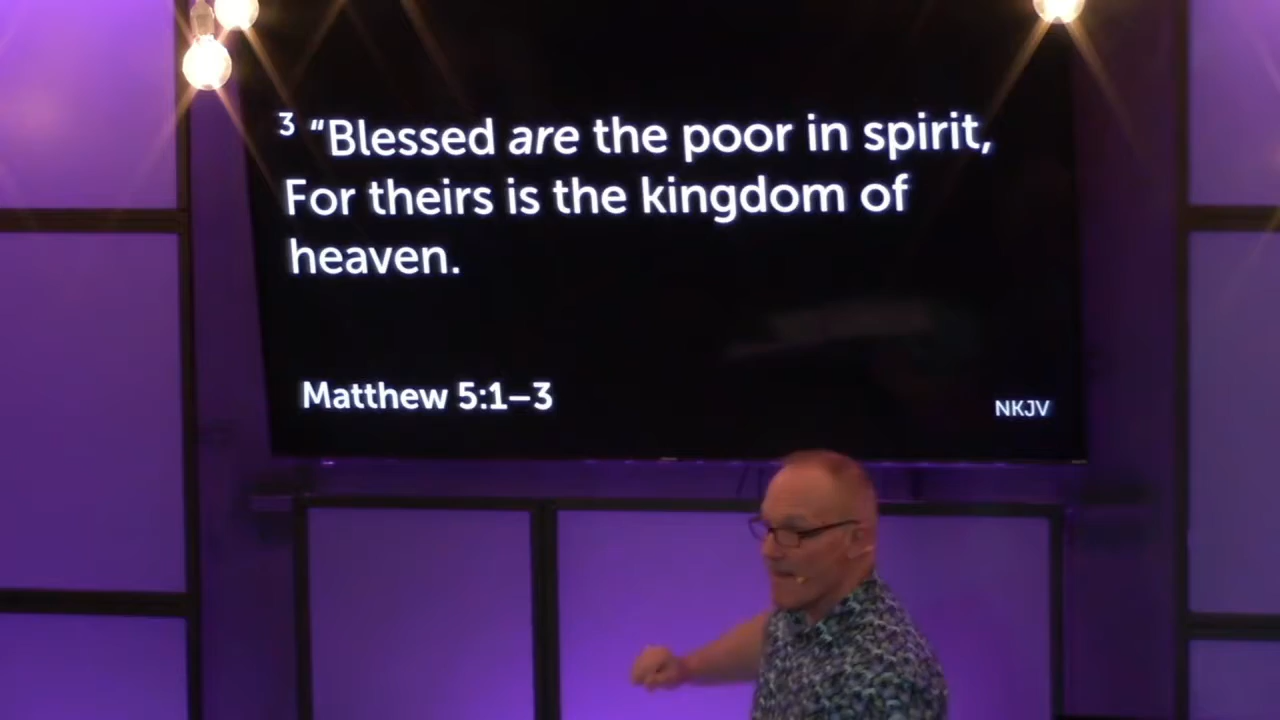 3 “Blessed are the poor in spirit,
For theirs is the kingdom of
heaven.
Matthew 5:1–3
NKJV